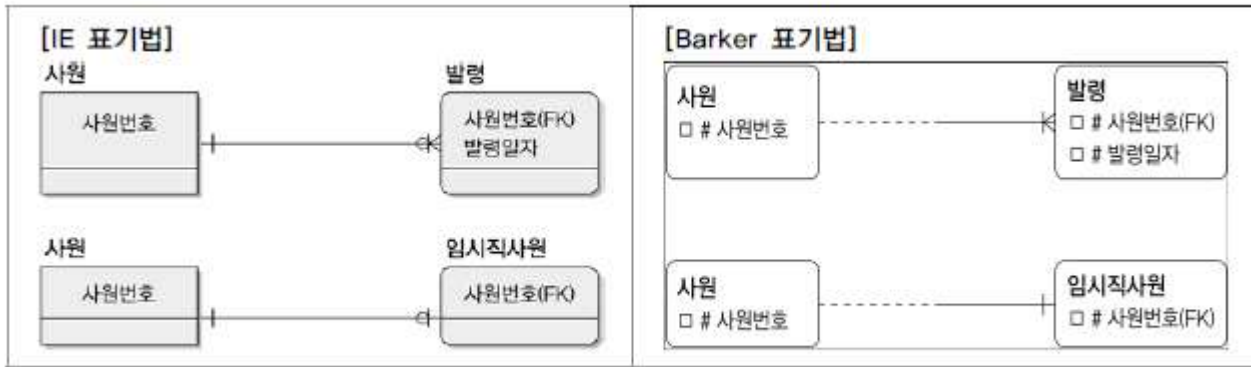 [IE 표기법]
사원
사원번호
발령
사원번호(FK)
발령일자
사원
사원번호
임시직사원
사원번호(FK)
[Barker 표기법]
사원
□ # 사원번호
발령
□ # 사원번호(FK)
□ # 발령일자
사원
□ # 사원번호
임시직사원
□ # 사원번호(FK)